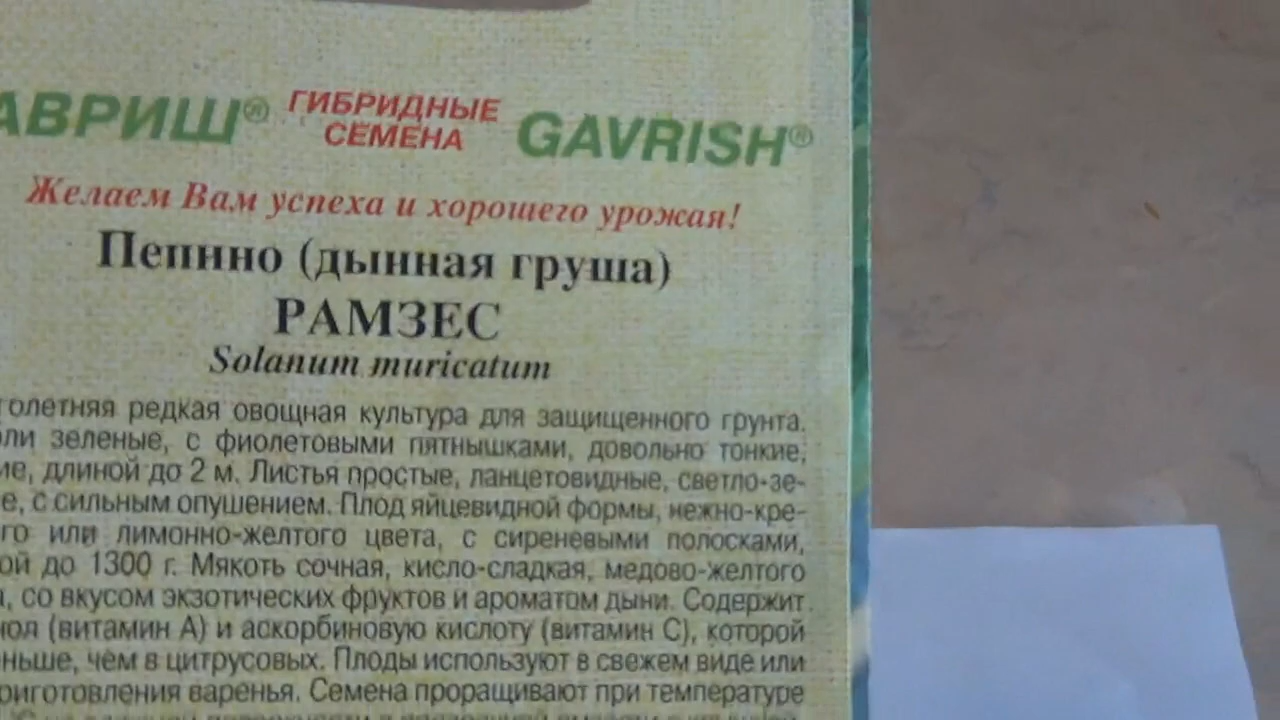 АВРИШ® ГИБРИДНЫЕ СЕМЕНА GAVRISH®
Желаем Вам успеха и хорошего урожая!
Пепино (дынная груша)
РАМЗЕС
Solanum muricatum
голетняя редкая овощная культура для защищенного грунта.
ли зеленые, с фиолетовыми пятнышками, довольно тонкие,
ие, длиной до 2 м. Листья простые, ланцетовидные, светло-зе-
е, с сильным опушением. Плод яйцевидной формы, нежно-кре-
го или лимонно-желтого цвета, с сиреневыми полосками,
ой до 1300 г. Мякоть сочная, кисло-сладкая, медово-желтого
а, со вкусом экзотических фруктов и ароматом дыни. Содержит
нол (витамин А) и аскорбиновую кислоту (витамин С), которой
ньше, чем в цитрусовых. Плоды используют в свежем виде или
риготовления варенья. Семена проращивают при температуре